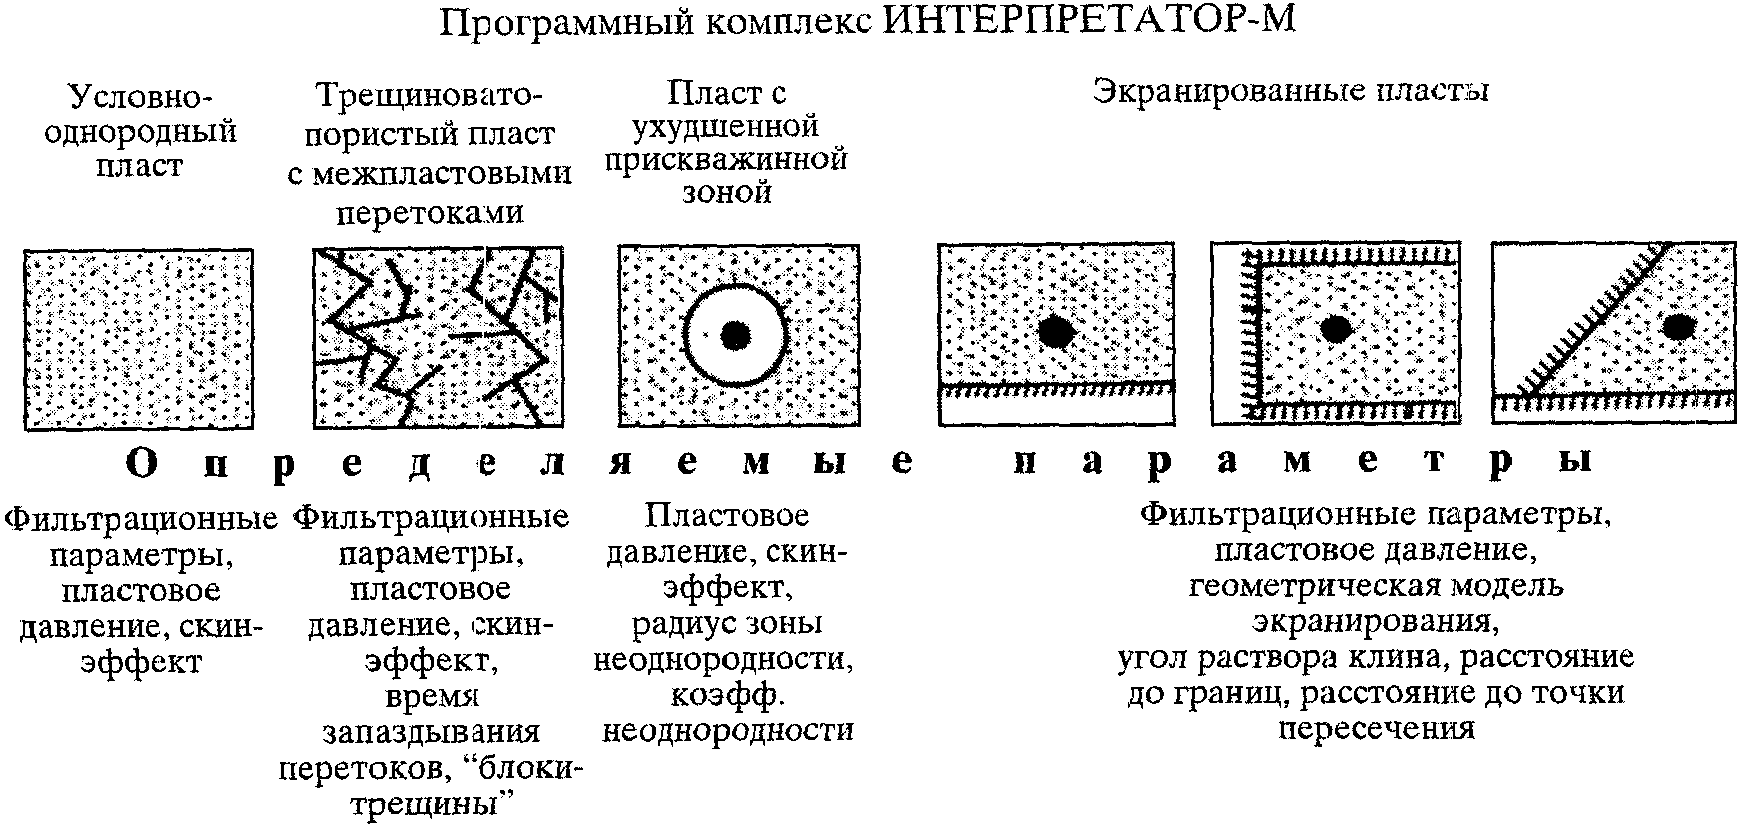 Программный комплекс ИНТЕРПРЕТАТОР-М
Условно-
однородный
пласт
Трещиновато-
пористый пласт
с межпластовыми
перетоками
Пласт с
ухудшенной
прискважинной
зоной
Экранированные пласты
Определяемые параметры
Фильтрационные
параметры,
пластовое
давление, скин-
эффект
Фильтрационные
параметры,
пластовое
давление, скин-
эффект,
время
запаздывания
перетоков, “блоки-
трещины”
Пластовое
давление, скин-
эффект,
радиус зоны
неоднородности,
коэфф.
неоднородности
Фильтрационные параметры,
пластовое давление,
геометрическая модель
экранирования,
угол раствора клина, расстояние
до границ, расстояние до точки
пересечения